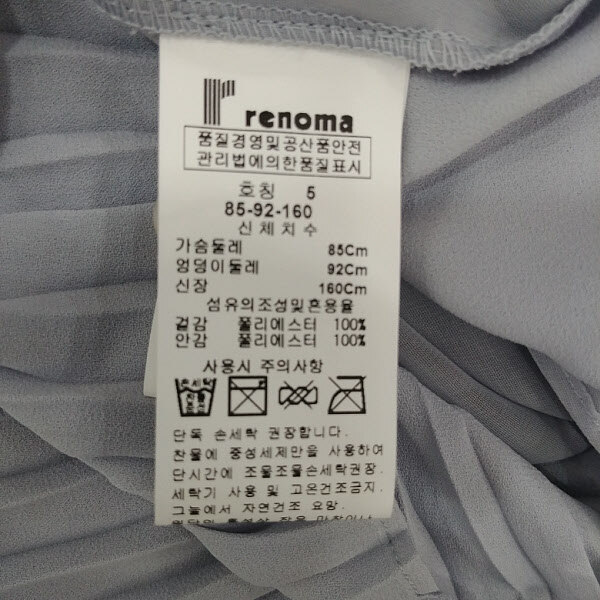 renoma
품질경영및공산품안전
관리법에의한품질표시
호칭 5
85-92-160
신체치수
가슴둘레 85Cm
엉덩이둘레 92Cm
신장 160Cm
섬유의조성및혼용율
겉감 폴리에스터 100%
안감 폴리에스터 100%
사용시 주의사항
단독 손세탁 권장합니다.
찬물에 중성세제만을 사용하여
단시간에 조물조물손세탁권장.
세탁기 사용 및 고온건조금지.
그늘에서 자연건조 요망.